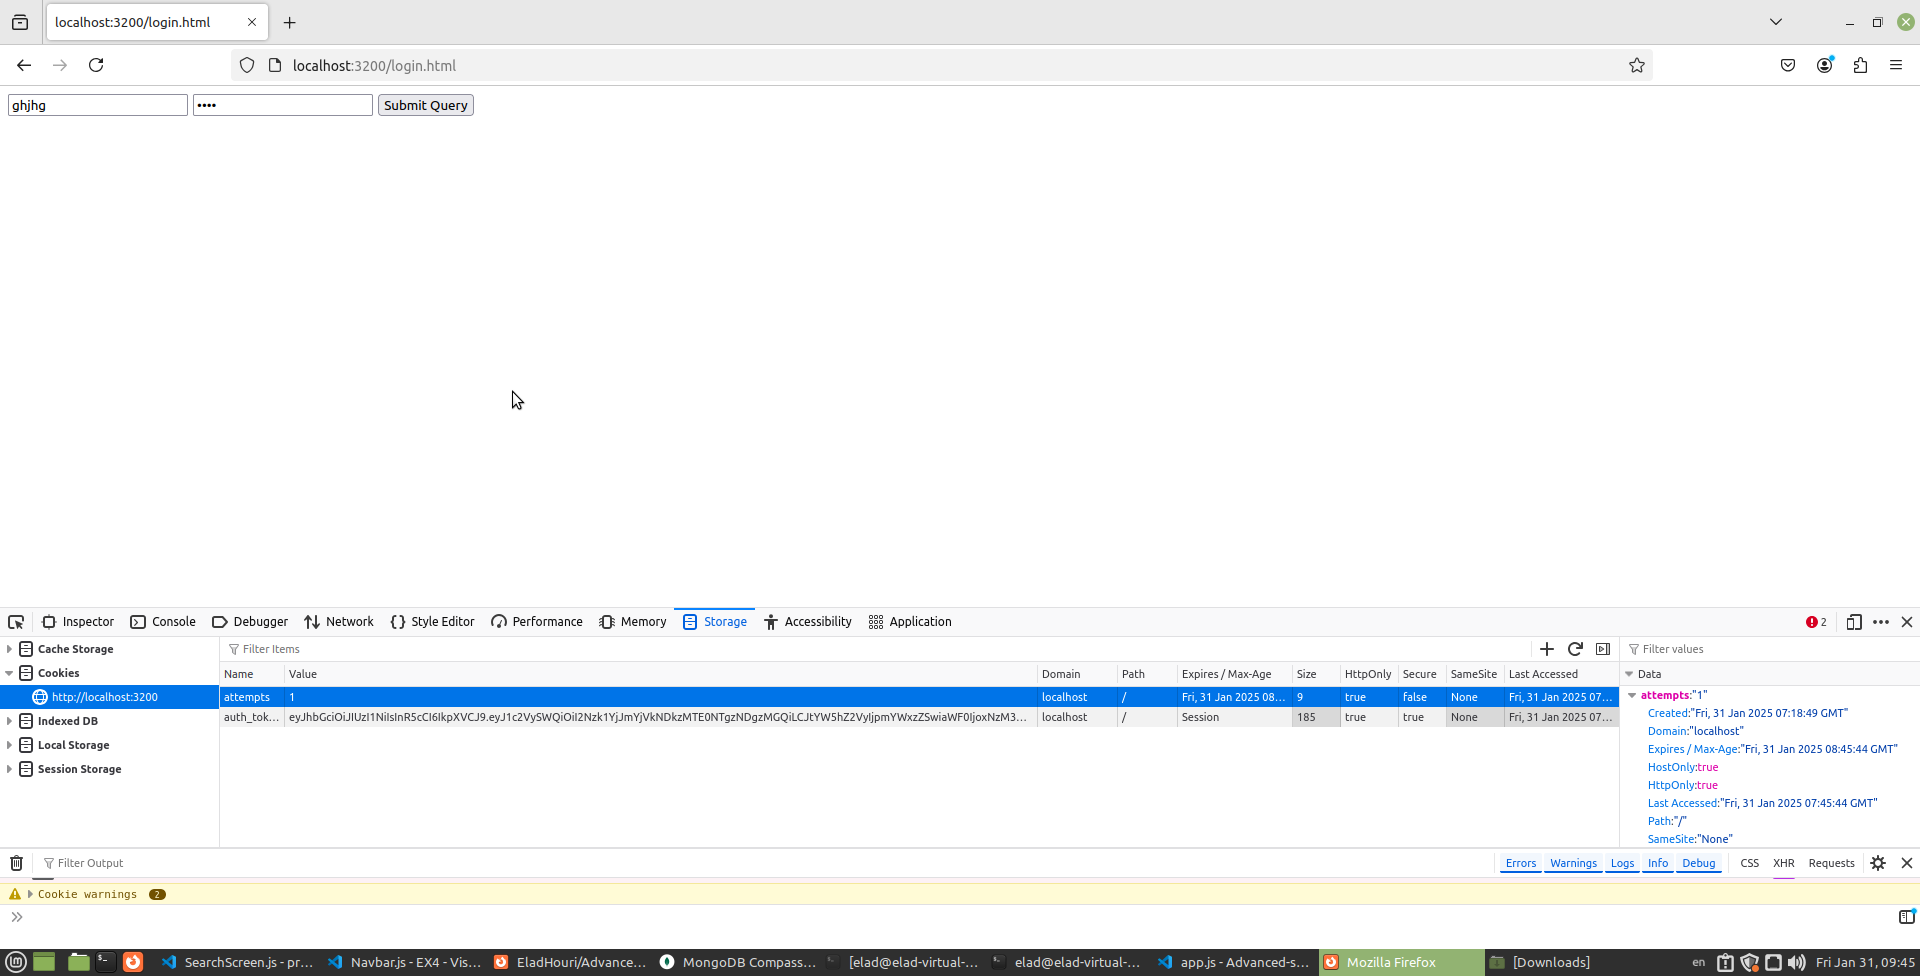 localhost:3200/login.html
localhost:3200/login.html
ghjhg •••• Submit Query
Inspector Console Debugger Network Style Editor Performance Memory Storage Accessibility Application 2
Cache Storage
Cookies
http://localhost:3200
Indexed DB
Local Storage
Session Storage
Filter Items
Name Value Domain Path Expires / Max-Age Size HttpOnly Secure SameSite Last Accessed
attempts 1 localhost / Fri, 31 Jan 2025 08... 9 true false None Fri, 31 Jan 2025 07...
auth_tok... localhost / Session 185 true true None Fri, 31 Jan 2025 07...
Filter values
Data
attempts:"1"
Created:"Fri, 31 Jan 2025 07:18:49 GMT"
Domain:"localhost"
Expires / Max-Age:"Fri, 31 Jan 2025 08:45:44 GMT"
HostOnly:true
HttpOnly:true
Last Accessed:"Fri, 31 Jan 2025 07:45:44 GMT"
Path:"/"
SameSite:"None"
Filter Output Errors Warnings Logs Info Debug CSS XHR Requests
Cookie warnings 2
SearchScreen.js - pr... Navbar.js - EX4 - Vis... EladHouri/Advance... MongoDB Compass... [elad@elad-virtual-... elad@elad-virtual-... app.js - Advanced-s... Mozilla Firefox [Downloads] en Fri Jan 31, 09:45